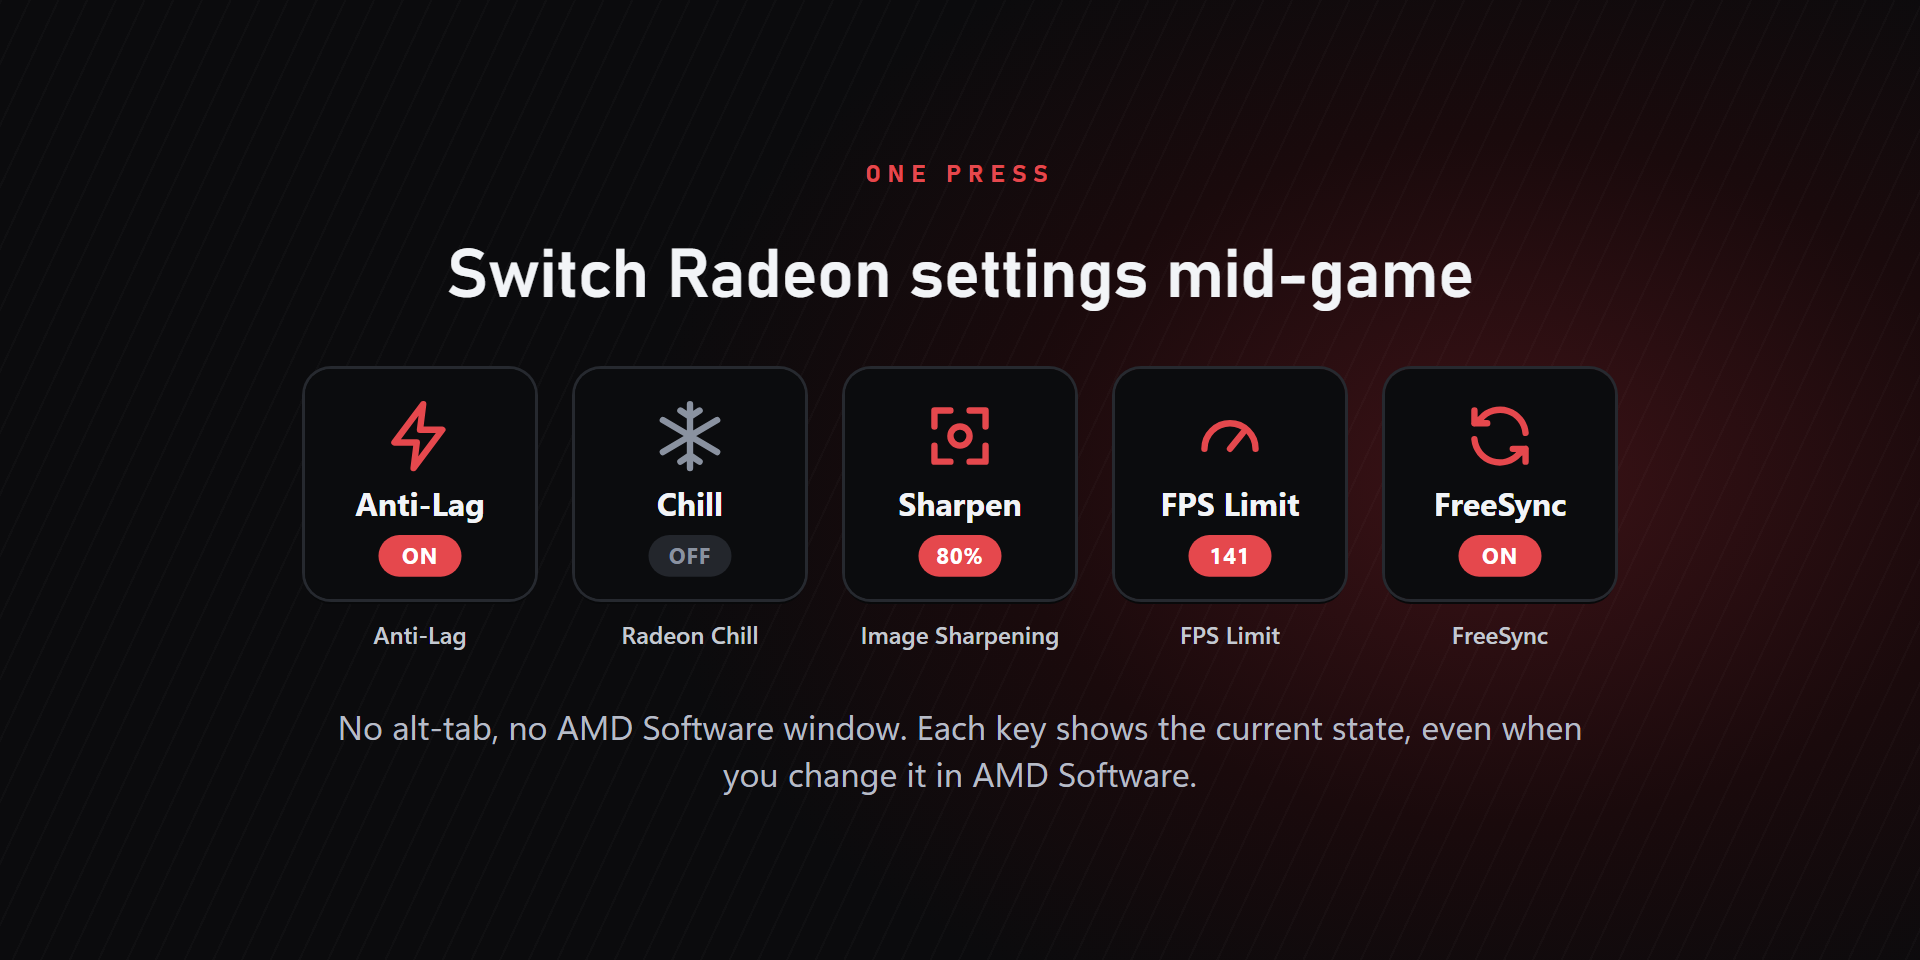 ONE PRESS
Switch Radeon settings mid-game
Anti-Lag
ON
Chill
OFF
Sharpen
80%
FPS Limit
141
FreeSync
ON
Anti-Lag
Radeon Chill
Image Sharpening
FPS Limit
FreeSync
No alt-tab, no AMD Software window. Each key shows the current state, even when
you change it in AMD Software.